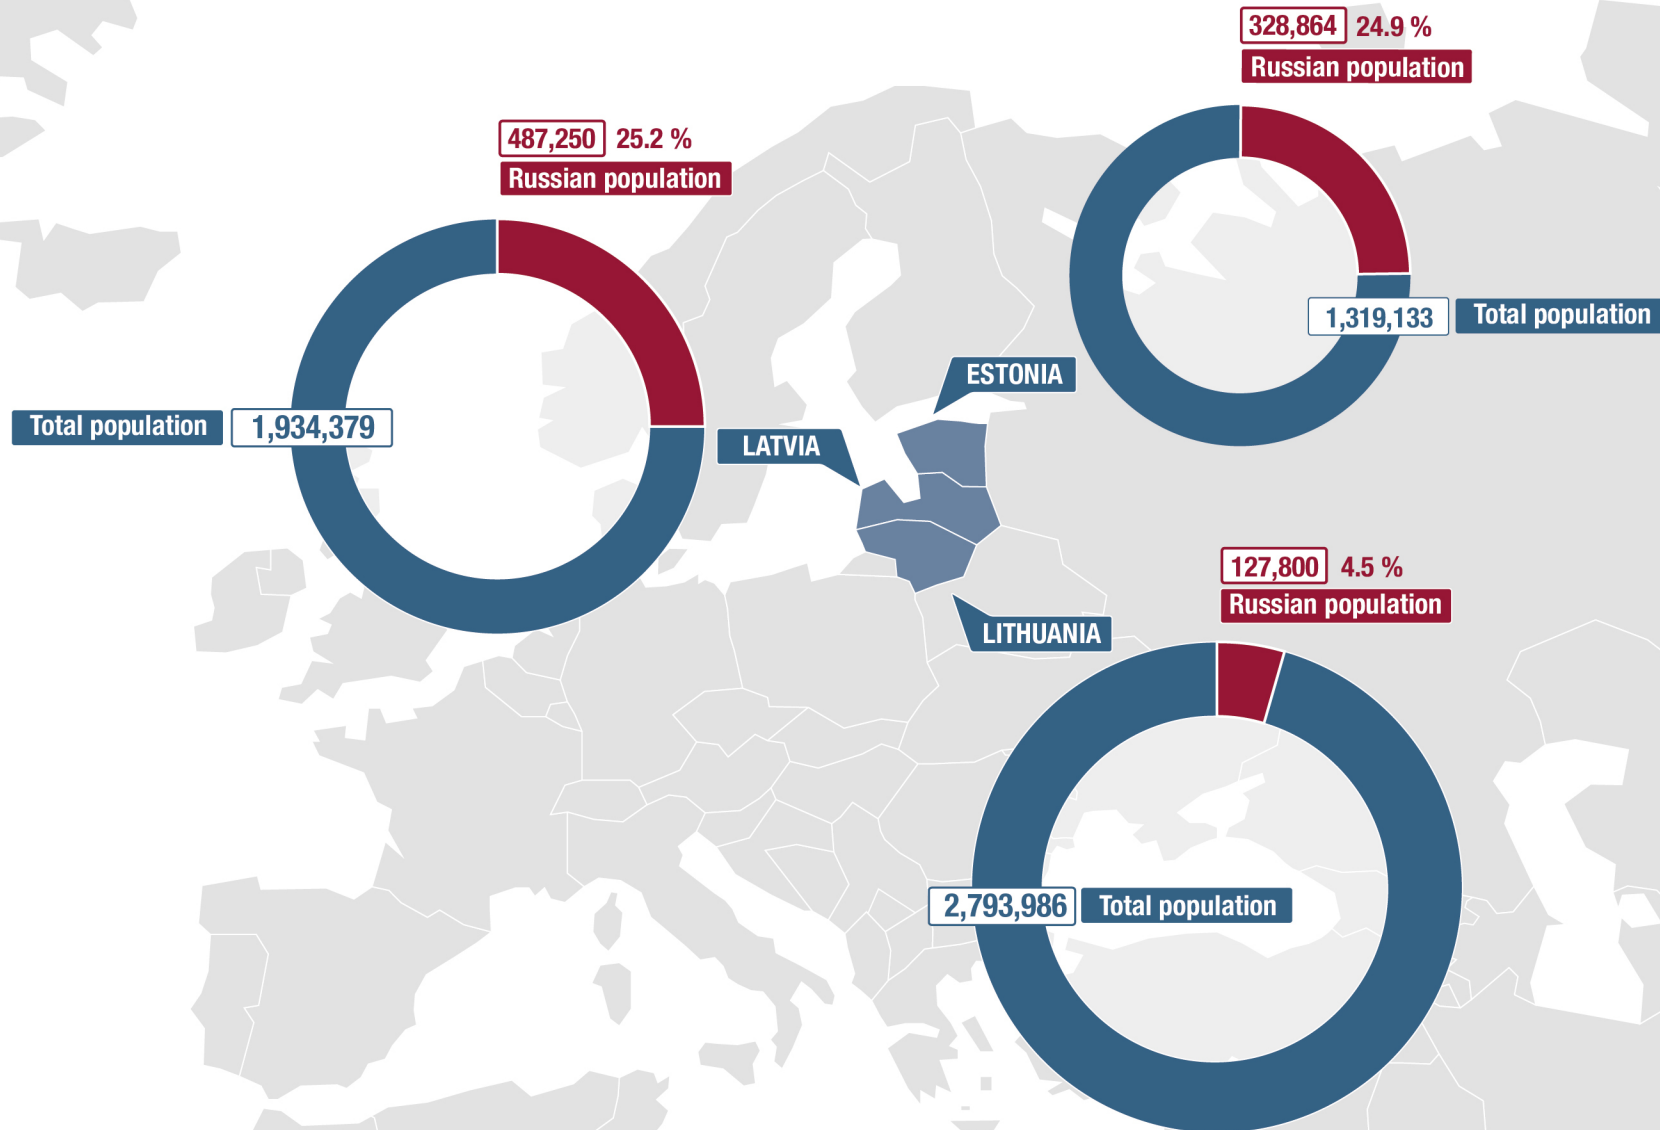 328,864 24.9 %
Russian population
487,250 25.2 %
Russian population
1,319,133 Total population
ESTONIA
Total population 1,934,379
LATVIA
127,800 4.5 %
Russian population
LITHUANIA
2,793,986 Total population